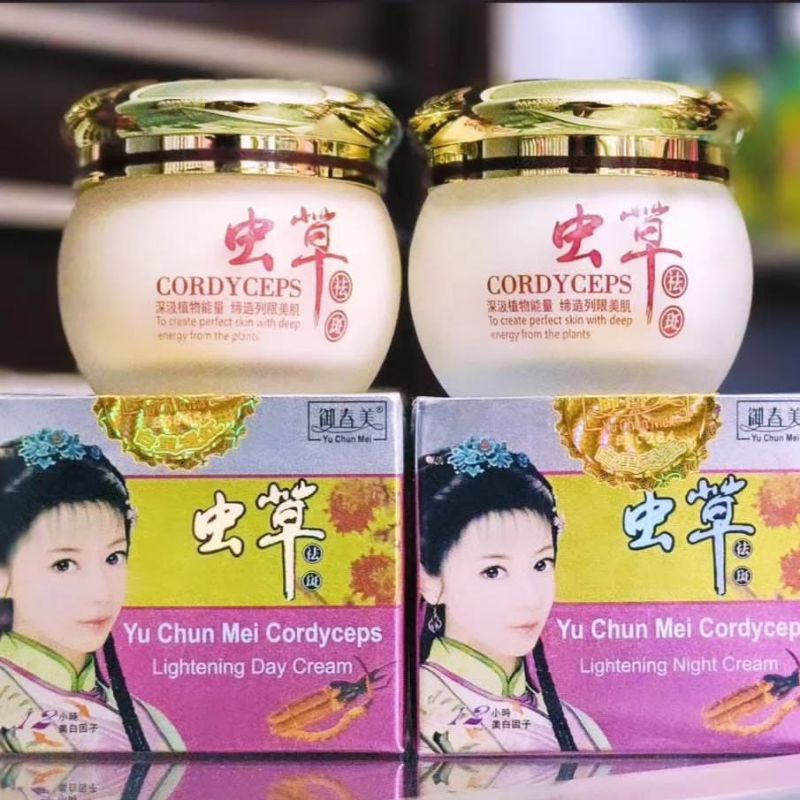 虫草
CORDYCEPS
祛斑
深汲植物能量 缔造列限美肌
To create perfect skin with deep
energy from the plants
虫草
CORDYCEPS
祛斑
深汲植物能量 缔造列限美肌
To create perfect skin with deep
energy from the plants
御春美®
Yu Chun Mei
虫草
祛斑
Yu Chun Mei Cordyceps
Lightening Day Cream
12小時
美白因子
御春美
Yu Chun Mei
虫草
祛斑
Yu Chun Mei Cordyceps
Lightening Night Cream
12小時
美白因子